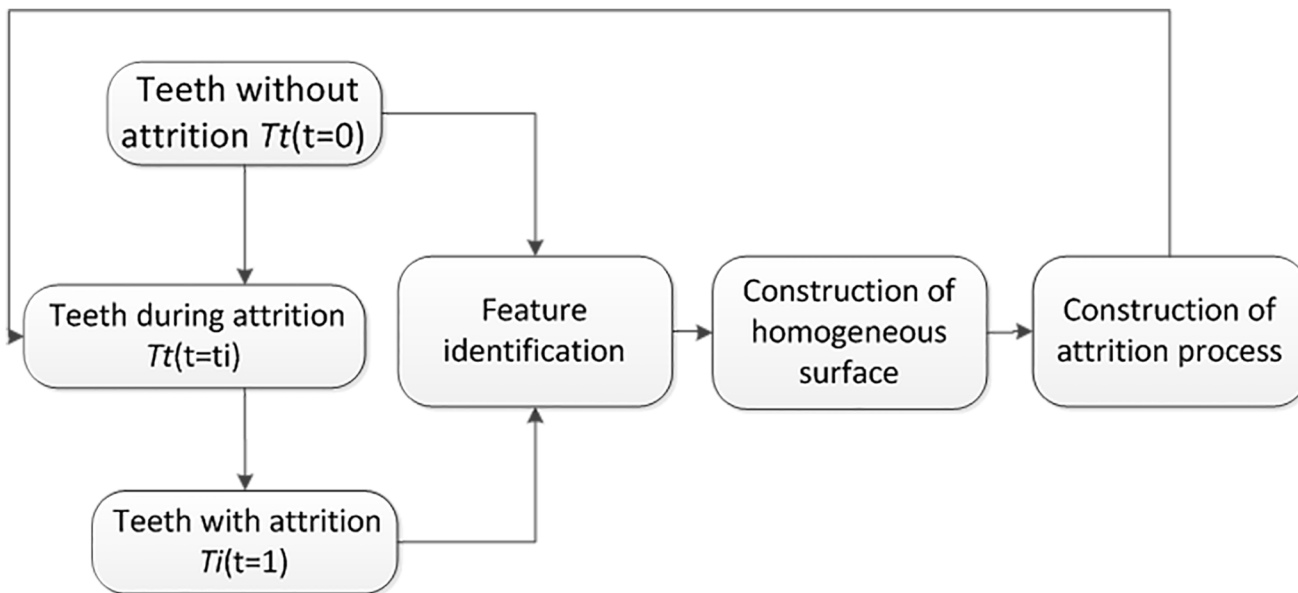 Teeth without
attrition Tt(t=0)
Teeth during attrition
Tt(t=ti)
Teeth with attrition
Ti(t=1)
Feature
identification
Construction of
homogeneous
surface
Construction of
attrition process